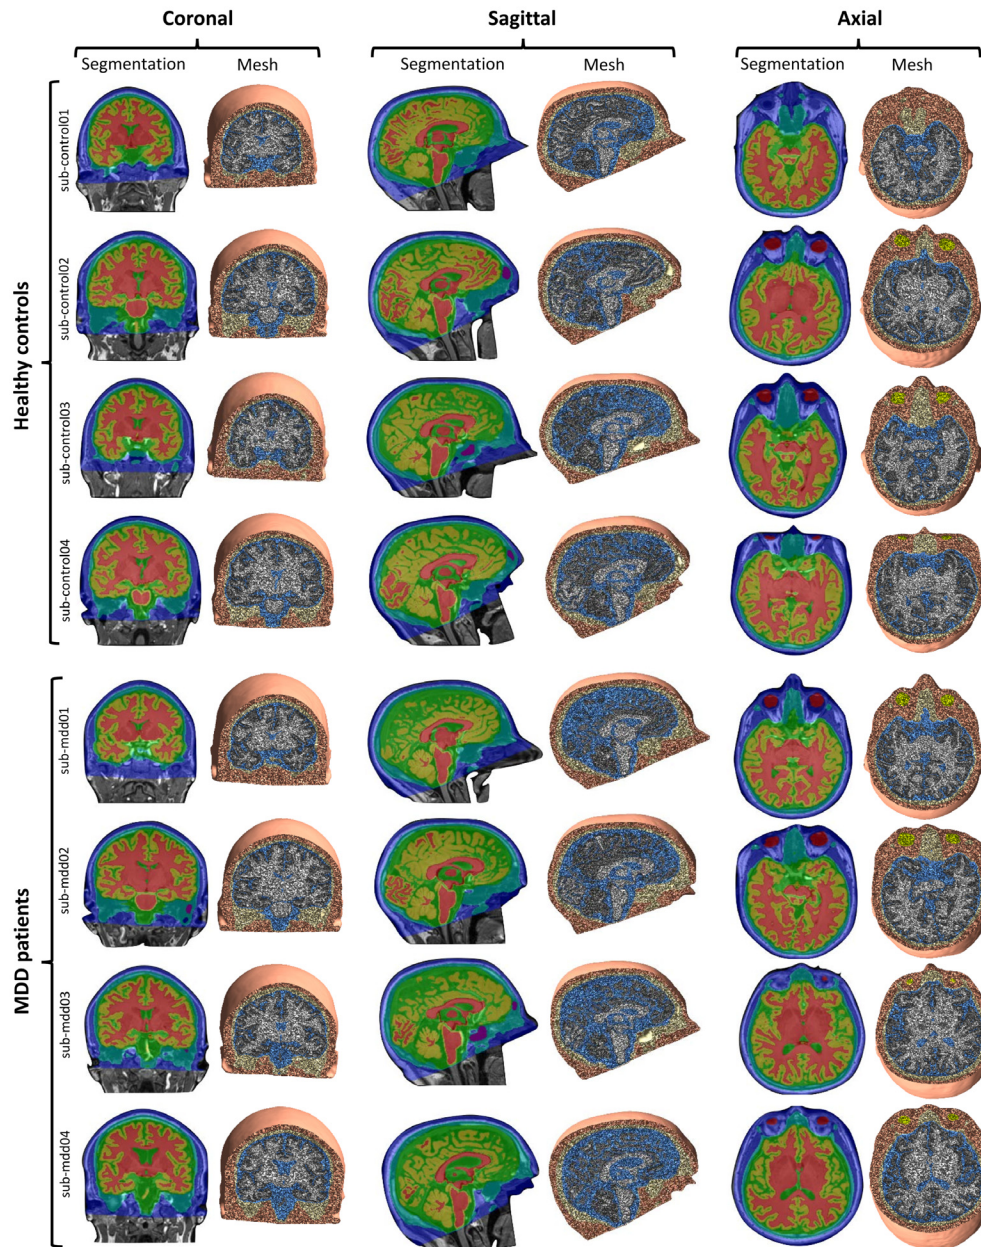 Coronal
Sagittal
Axial
Segmentation
Mesh
Segmentation
Mesh
Segmentation
Mesh
Healthy controls
sub-control01
sub-control02
sub-control03
sub-control04
MDD patients
sub-mdd01
sub-mdd02
sub-mdd03
sub-mdd04